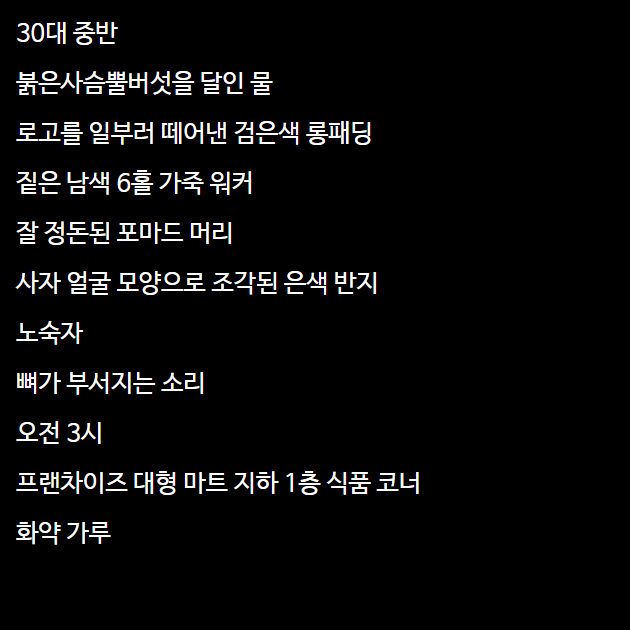 30대 중반
붉은사슴뿔버섯을 달인 물
로고를 일부러 떼어낸 검은색 롱패딩
짙은 남색 6홀 가죽 워커
잘 정돈된 포마드 머리
사자 얼굴 모양으로 조각된 은색 반지
노숙자
뼈가 부서지는 소리
오전 3시
프랜차이즈 대형 마트 지하 1층 식품 코너
화약 가루